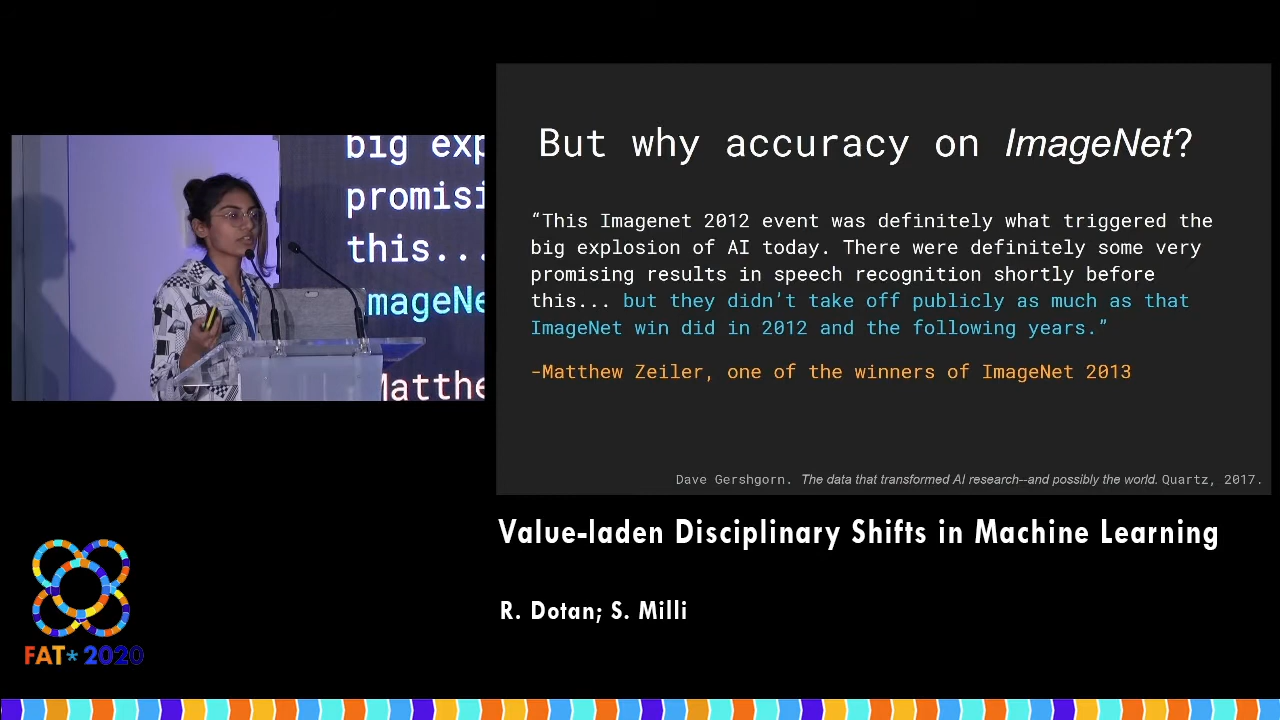 big exp
promisi
this...
mageNe
Matthe
But why accuracy on ImageNet?
“This Imagenet 2012 event was definitely what triggered the
big explosion of AI today. There were definitely some very
promising results in speech recognition shortly before
this... but they didn’t take off publicly as much as that
ImageNet win did in 2012 and the following years.”
–Matthew Zeiler, one of the winners of ImageNet 2013
Dave Gershgorn. The data that transformed AI research--and possibly the world. Quartz, 2017.
Value-laden Disciplinary Shifts in Machine Learning
R. Dotan; S. Milli
FAT* 2020